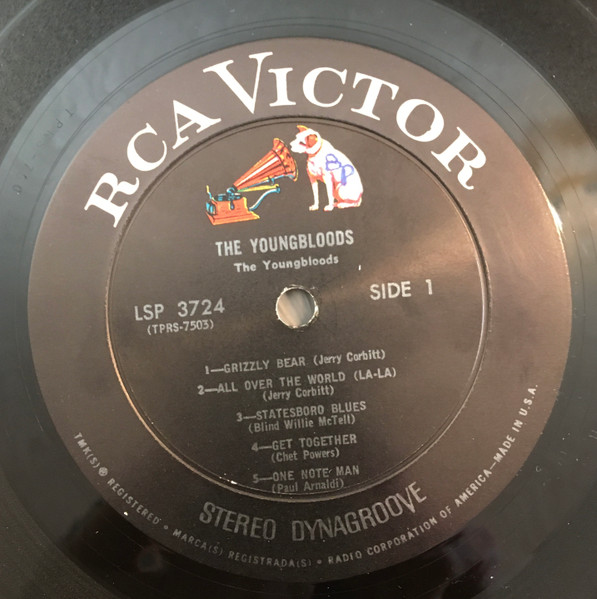 RCA VICTOR
BP
THE YOUNGBLOODS
The Youngbloods
LSP 3724
(TPRS-7503)
SIDE 1
1—GRIZZLY BEAR (Jerry Corbitt)
2—ALL OVER THE WORLD (LA-LA)
(Jerry Corbitt)
3—STATESBORO BLUES
(Blind Willie McTell)
4—GET TOGETHER
(Chet Powers)
5—ONE NOTE MAN
(Paul Arnaldi)
STEREO DYNAGROOVE
TMK(S) ® REGISTERED • MARCA(S) REGISTRADA(S) • RADIO CORPORATION OF AMERICA—MADE IN U.S.A.